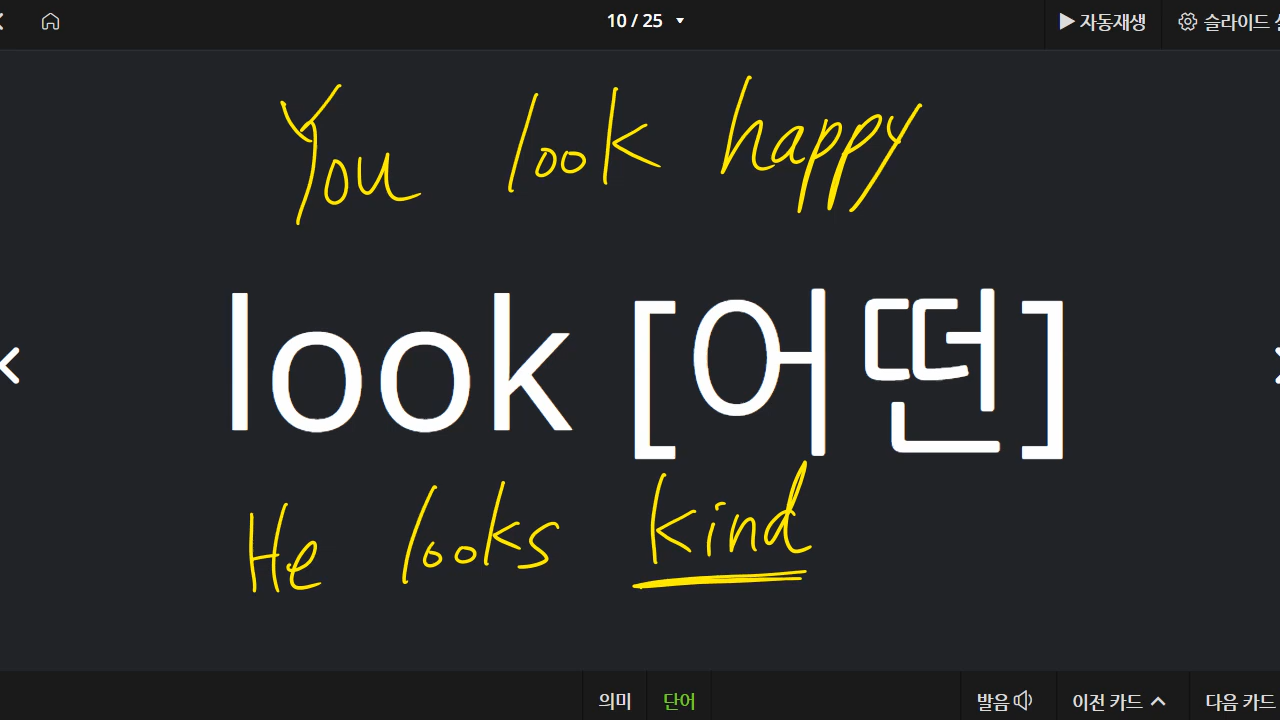 10 / 25 자동재생 슬라이드
You look happy
look [어떤]
He looks kind
의미 단어 발음 이전 카드 다음 카드